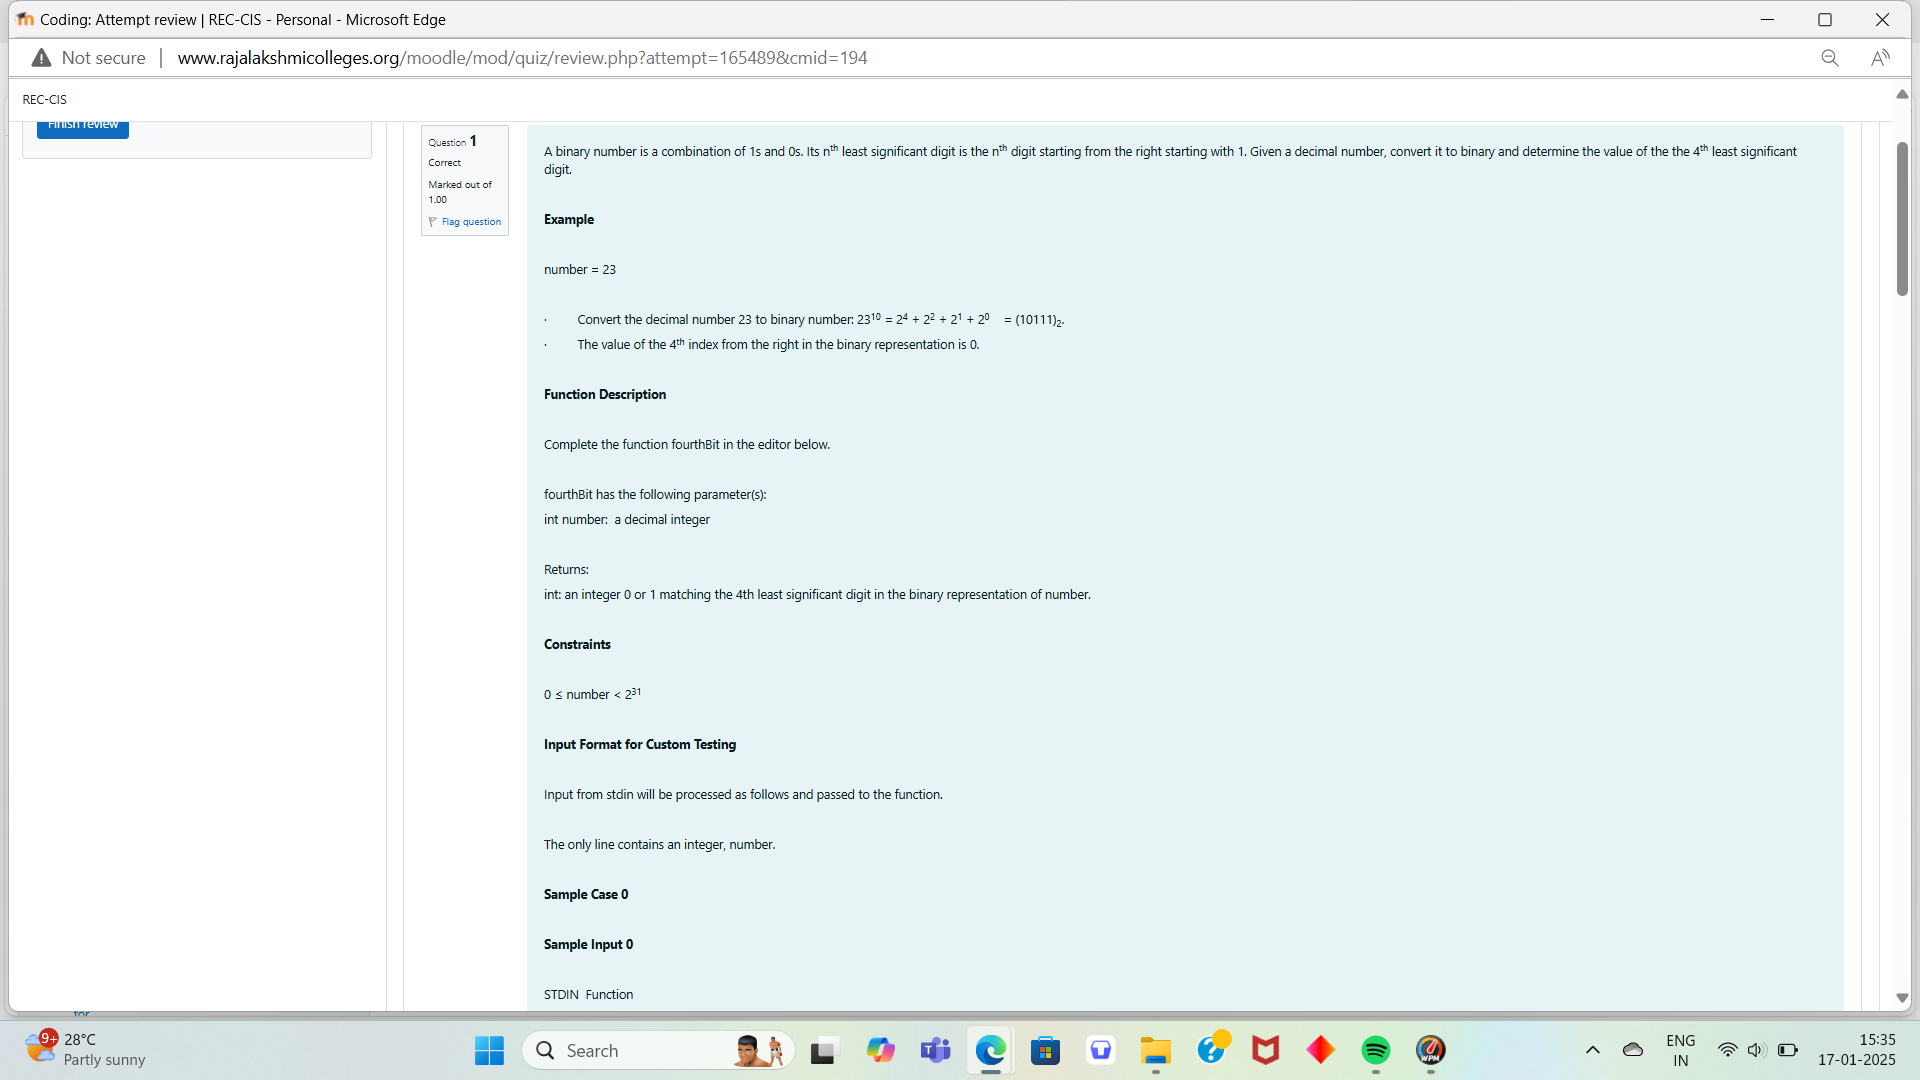 Coding: Attempt review | REC-CIS - Personal - Microsoft Edge
Not secure | www.rajalakshmicolleges.org/moodle/mod/quiz/review.php?attempt=165489&cmid=194
REC-CIS
Finish review
Question 1
Correct
Marked out of
1.00
Flag question
A binary number is a combination of 1s and 0s. Its nth least significant digit is the nth digit starting from the right starting with 1. Given a decimal number, convert it to binary and determine the value of the the 4th least significant
digit.
Example
number = 23
· Convert the decimal number 23 to binary number: 23¹⁰ = 2⁴ + 2² + 2¹ + 2⁰ = (10111)₂.
· The value of the 4th index from the right in the binary representation is 0.
Function Description
Complete the function fourthBit in the editor below.
fourthBit has the following parameter(s):
int number: a decimal integer
Returns:
int: an integer 0 or 1 matching the 4th least significant digit in the binary representation of number.
Constraints
0 ≤ number < 2³¹
Input Format for Custom Testing
Input from stdin will be processed as follows and passed to the function.
The only line contains an integer, number.
Sample Case 0
Sample Input 0
STDIN Function
for
9+
28°C
Partly sunny
Search
WPM
ENG
IN
15:35
17-01-2025